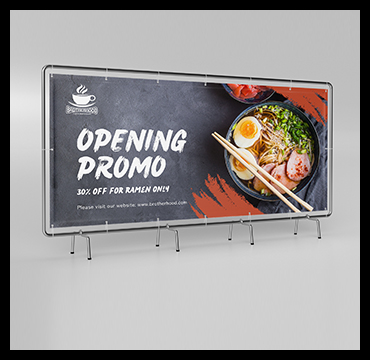 BROTHERHOOD
OPENING
PROMO
30% OFF FOR RAMEN ONLY
Please visit our website: www.brotherhood.com